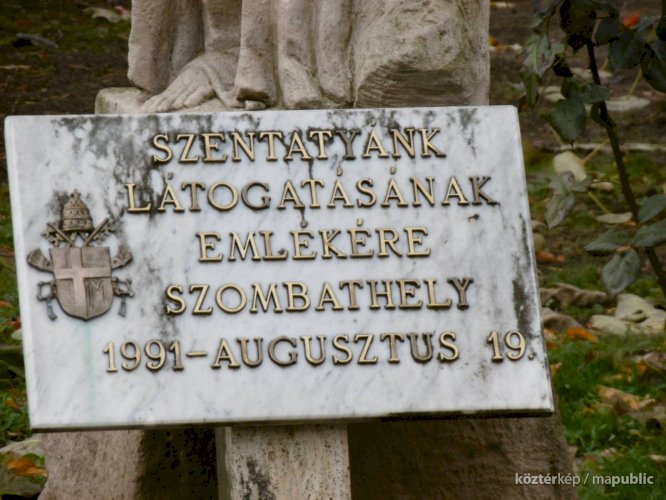 SZENTATYÁNK
LÁTOGATÁSÁNAK
EMLÉKÉRE
SZOMBATHELY
1991-AUGUSZTUS 19.
M
köztérkép / mapublic